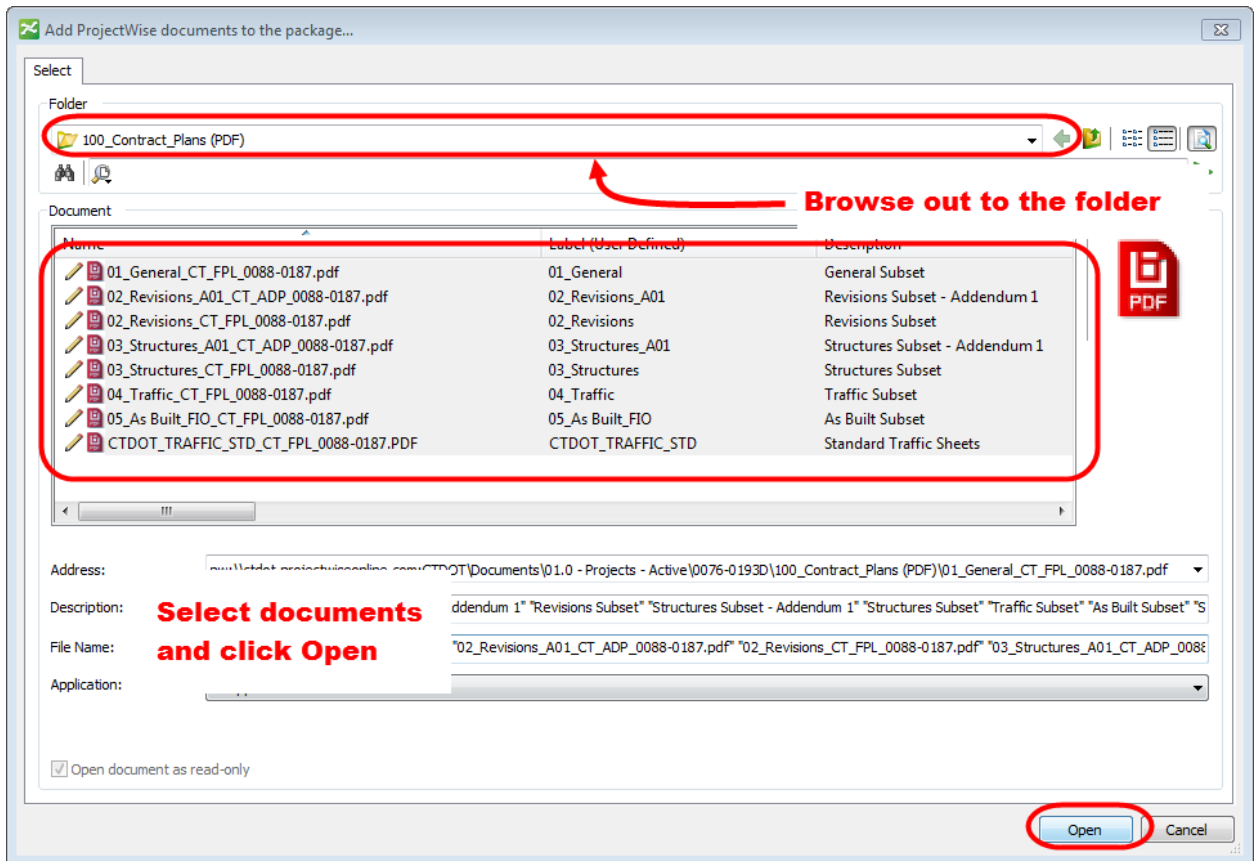 Add ProjectWise documents to the package...
Select
Folder
100_Contract_Plans (PDF)
Browse out to the folder
Document
Name Label (User Defined) Description
01_General_CT_FPL_0088-0187.pdf 01_General General Subset
02_Revisions_A01_CT_ADP_0088-0187.pdf 02_Revisions_A01 Revisions Subset - Addendum 1
02_Revisions_CT_FPL_0088-0187.pdf 02_Revisions Revisions Subset
03_Structures_A01_CT_ADP_0088-0187.pdf 03_Structures_A01 Structures Subset - Addendum 1
03_Structures_CT_FPL_0088-0187.pdf 03_Structures Structures Subset
04_Traffic_CT_FPL_0088-0187.pdf 04_Traffic Traffic Subset
05_As Built_FIO_CT_FPL_0088-0187.pdf 05_As Built_FIO As Built Subset
CTDOT_TRAFFIC_STD_CT_FPL_0088-0187.PDF CTDOT_TRAFFIC_STD Standard Traffic Sheets
PDF
Address: pw:\\ctdot.projectwiseonline.com:CTDOT\Documents\01.0 - Projects - Active\0076-0193D\100_Contract_Plans (PDF)\01_General_CT_FPL_0088-0187.pdf
Description: ddendum 1" "Revisions Subset" "Structures Subset - Addendum 1" "Structures Subset" "Traffic Subset" "As Built Subset" "S
Select documents
and click Open
File Name: "02_Revisions_A01_CT_ADP_0088-0187.pdf" "02_Revisions_CT_FPL_0088-0187.pdf" "03_Structures_A01_CT_ADP_0088
Application:
Open document as read-only
Open Cancel